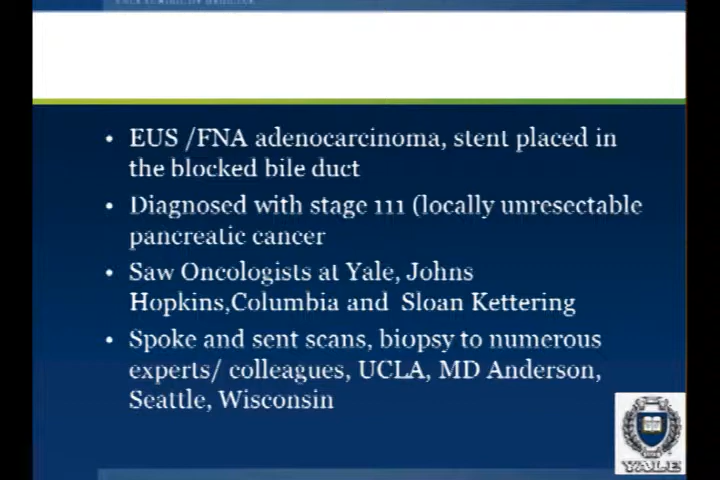 • EUS /FNA adenocarcinoma, stent placed in
the blocked bile duct
• Diagnosed with stage 111 (locally unresectable
pancreatic cancer
• Saw Oncologists at Yale, Johns
Hopkins,Columbia and Sloan Kettering
• Spoke and sent scans, biopsy to numerous
experts/ colleagues, UCLA, MD Anderson,
Seattle, Wisconsin
YALE